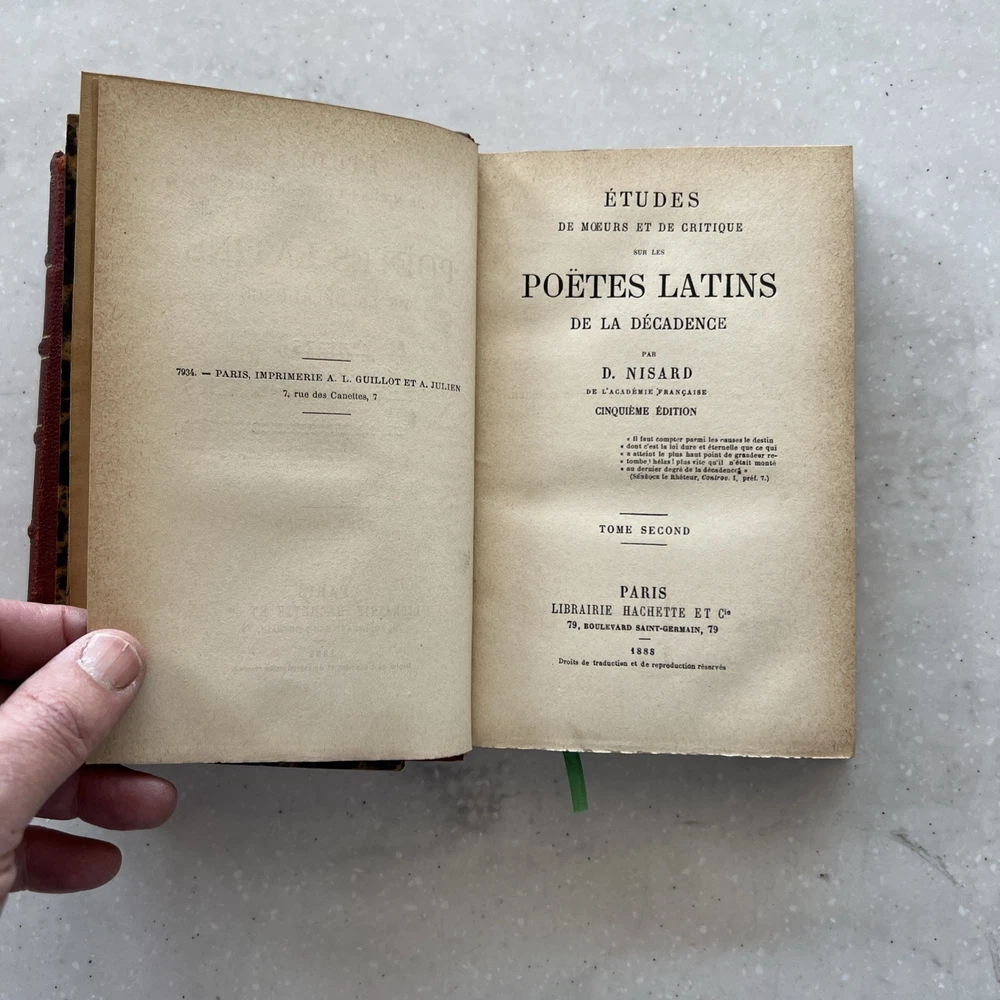 7934. — PARIS, IMPRIMERIE A. L. GUILLOT ET A. JULIEN
7, rue des Canettes, 7
ÉTUDES
DE MŒURS ET DE CRITIQUE
SUR LES
POËTES LATINS
DE LA DÉCADENCE
PAR
D. NISARD
DE L'ACADÉMIE FRANÇAISE
CINQUIÈME ÉDITION
« Il faut compter parmi les causes le destin
« dont c'est la loi dure et éternelle que ce qui
« a atteint le plus haut point de grandeur re-
« tombe, hélas! plus vite qu'il n'était monté
« au dernier degré de la décadence. »
(Sénèque le Rhéteur, Controv. I, préf. 7.)
TOME SECOND
PARIS
LIBRAIRIE HACHETTE ET Cie
79, BOULEVARD SAINT-GERMAIN, 79
1888
Droits de traduction et de reproduction réservés